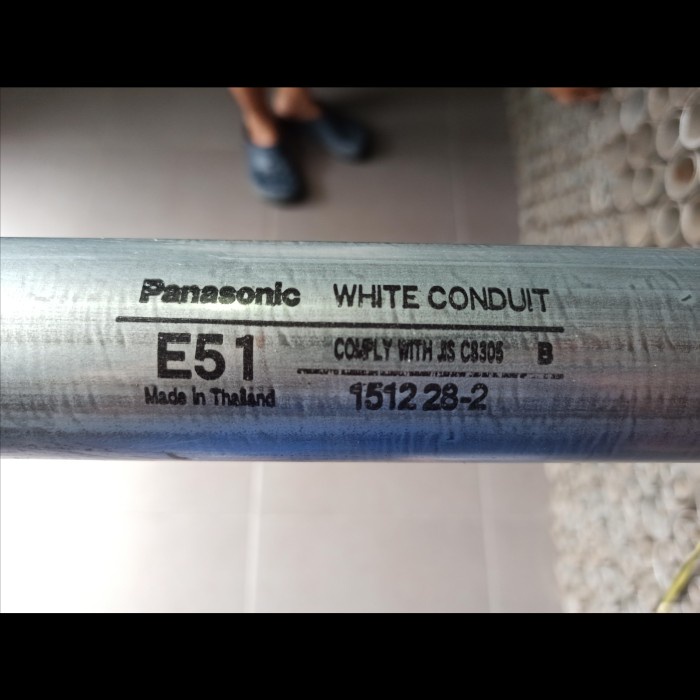 Panasonic WHITE CONDUIT
E51 COMPLY WITH JIS C8305 B
Made in Thailand 1512 28-2